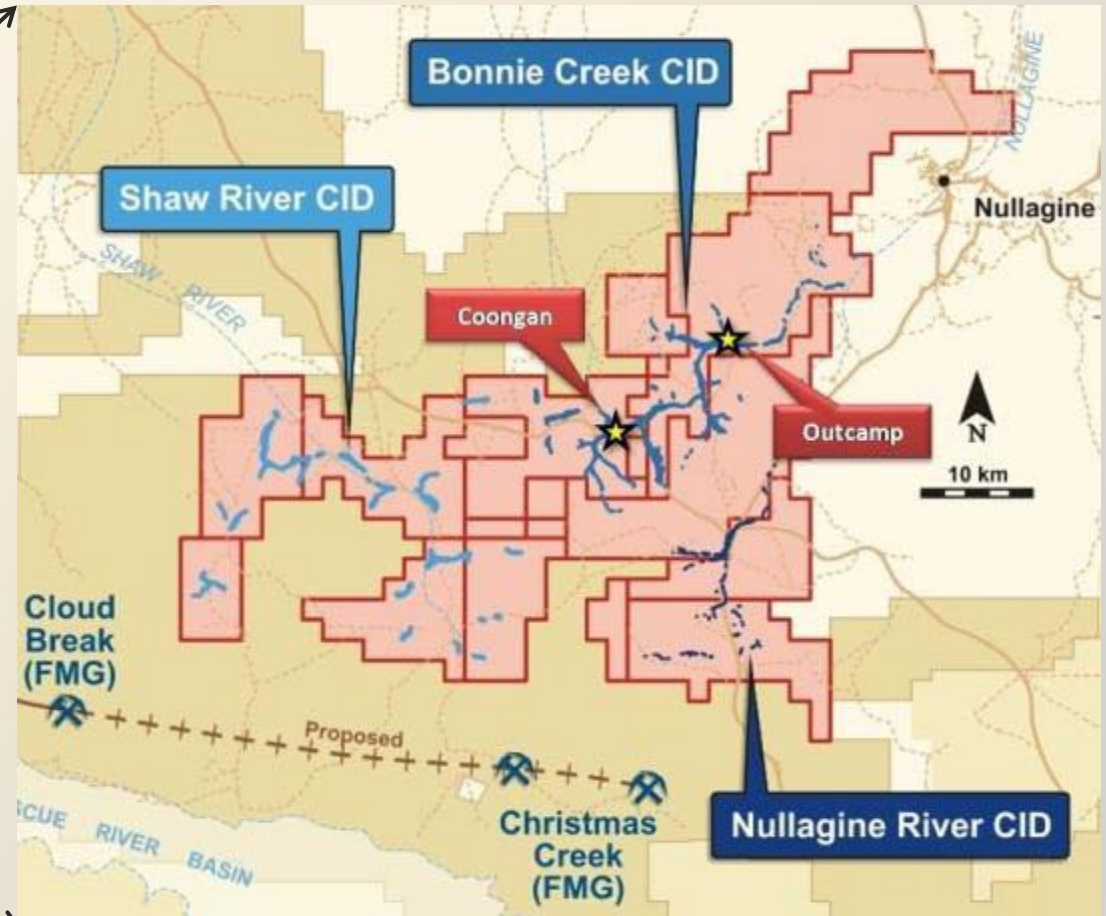 NULLAGINE
Bonnie Creek CID
Shaw River CID
Nullagine
SHAW RIVER
Coongan
Outcamp
N
10 km
Cloud
Break
(FMG)
Proposed
Christmas
Creek
(FMG)
Nullagine River CID
RIVER BASIN